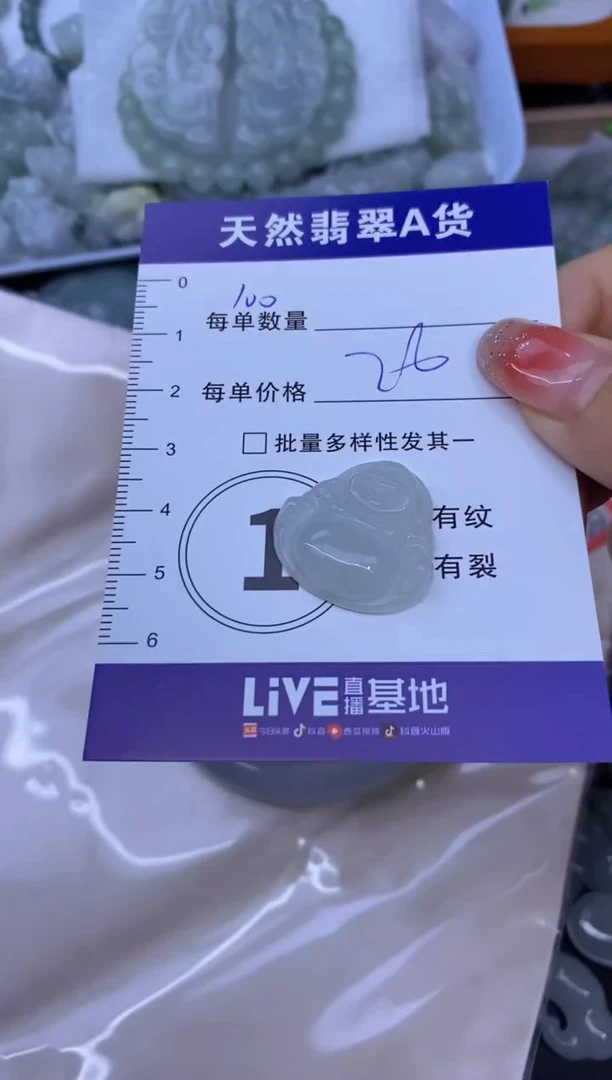 天然翡翠A货
0
100
每单数量
1
26
2
每单价格
3
批量多样性发其一
4
有纹
1
5
有裂
6
LiVE直播基地
今日头条 抖音 西瓜视频 抖音火山版